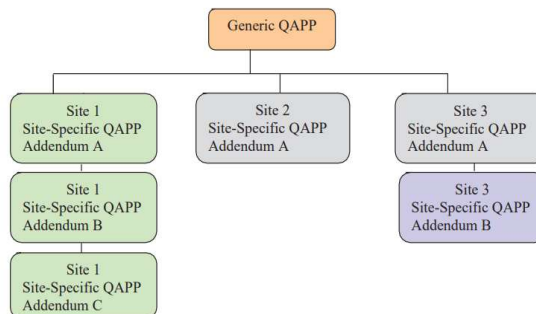 Generic QAPP
Site 1
Site-Specific QAPP
Addendum A
Site 2
Site-Specific QAPP
Addendum A
Site 3
Site-Specific QAPP
Addendum A
Site 1
Site-Specific QAPP
Addendum B
Site 3
Site-Specific QAPP
Addendum B
Site 1
Site-Specific QAPP
Addendum C